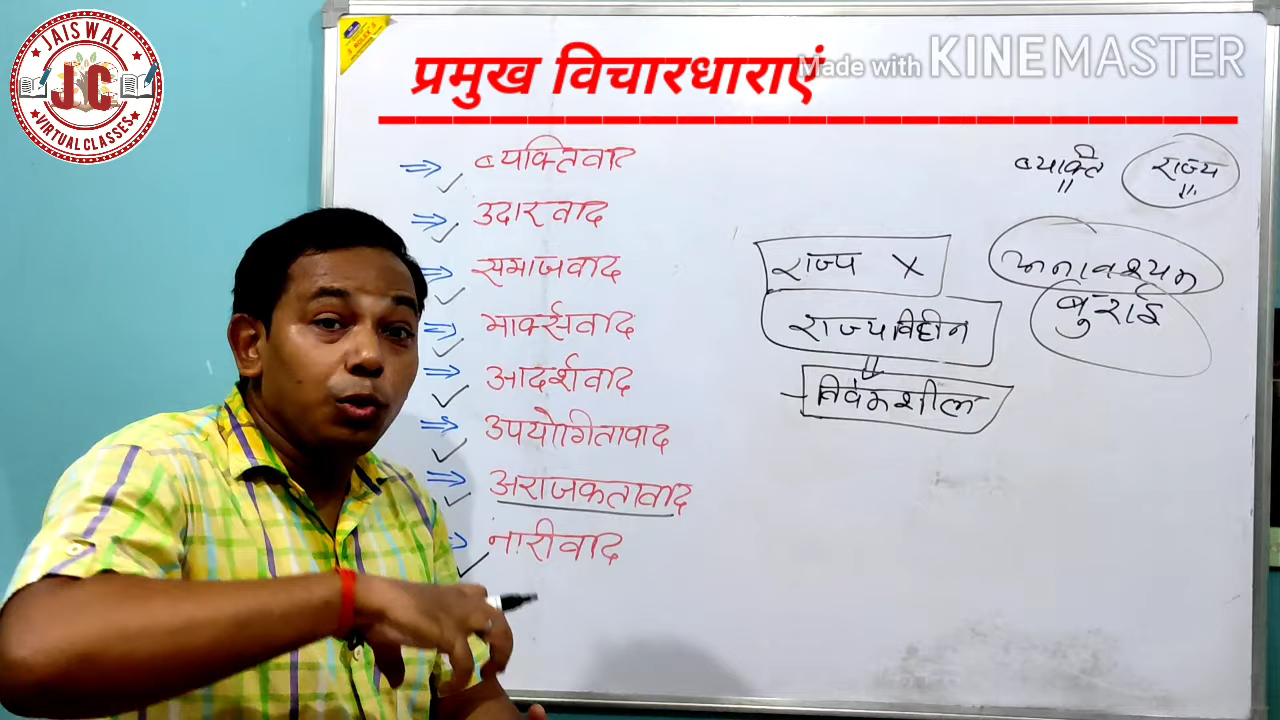 JAISWAL
JC
VIRTUAL CLASSES
प्रमुख विचारधाराएं
Made with KINEMASTER
व्यक्तिवाद
उदारवाद
समाजवाद
मार्क्सवाद
आदर्शवाद
उपयोगितावाद
अराजकतावाद
नारीवाद
व्यक्ति राज्य
राज्य X
राज्यविहीन
विवेकशील
अनावश्यक
बुराई